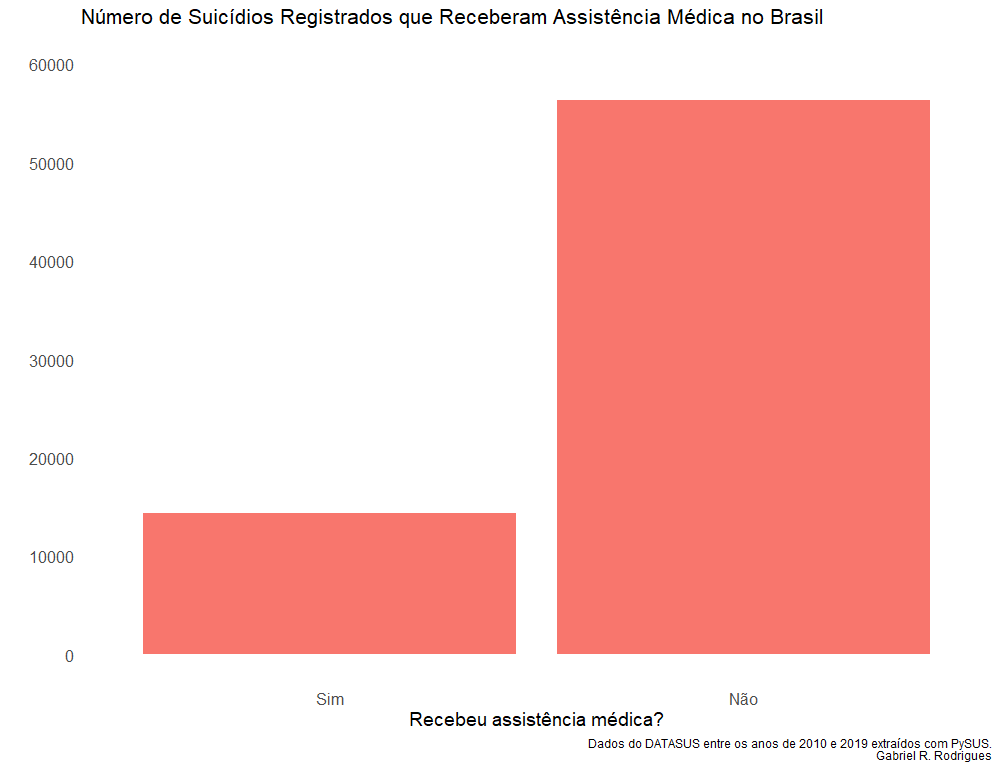 Número de Suicídios Registrados que Receberam Assistência Médica no Brasil
60000
50000
40000
30000
20000
10000
0
Sim Não
Recebeu assistência médica?
Dados do DATASUS entre os anos de 2010 e 2019 extraídos com PySUS.
Gabriel R. Rodrigues